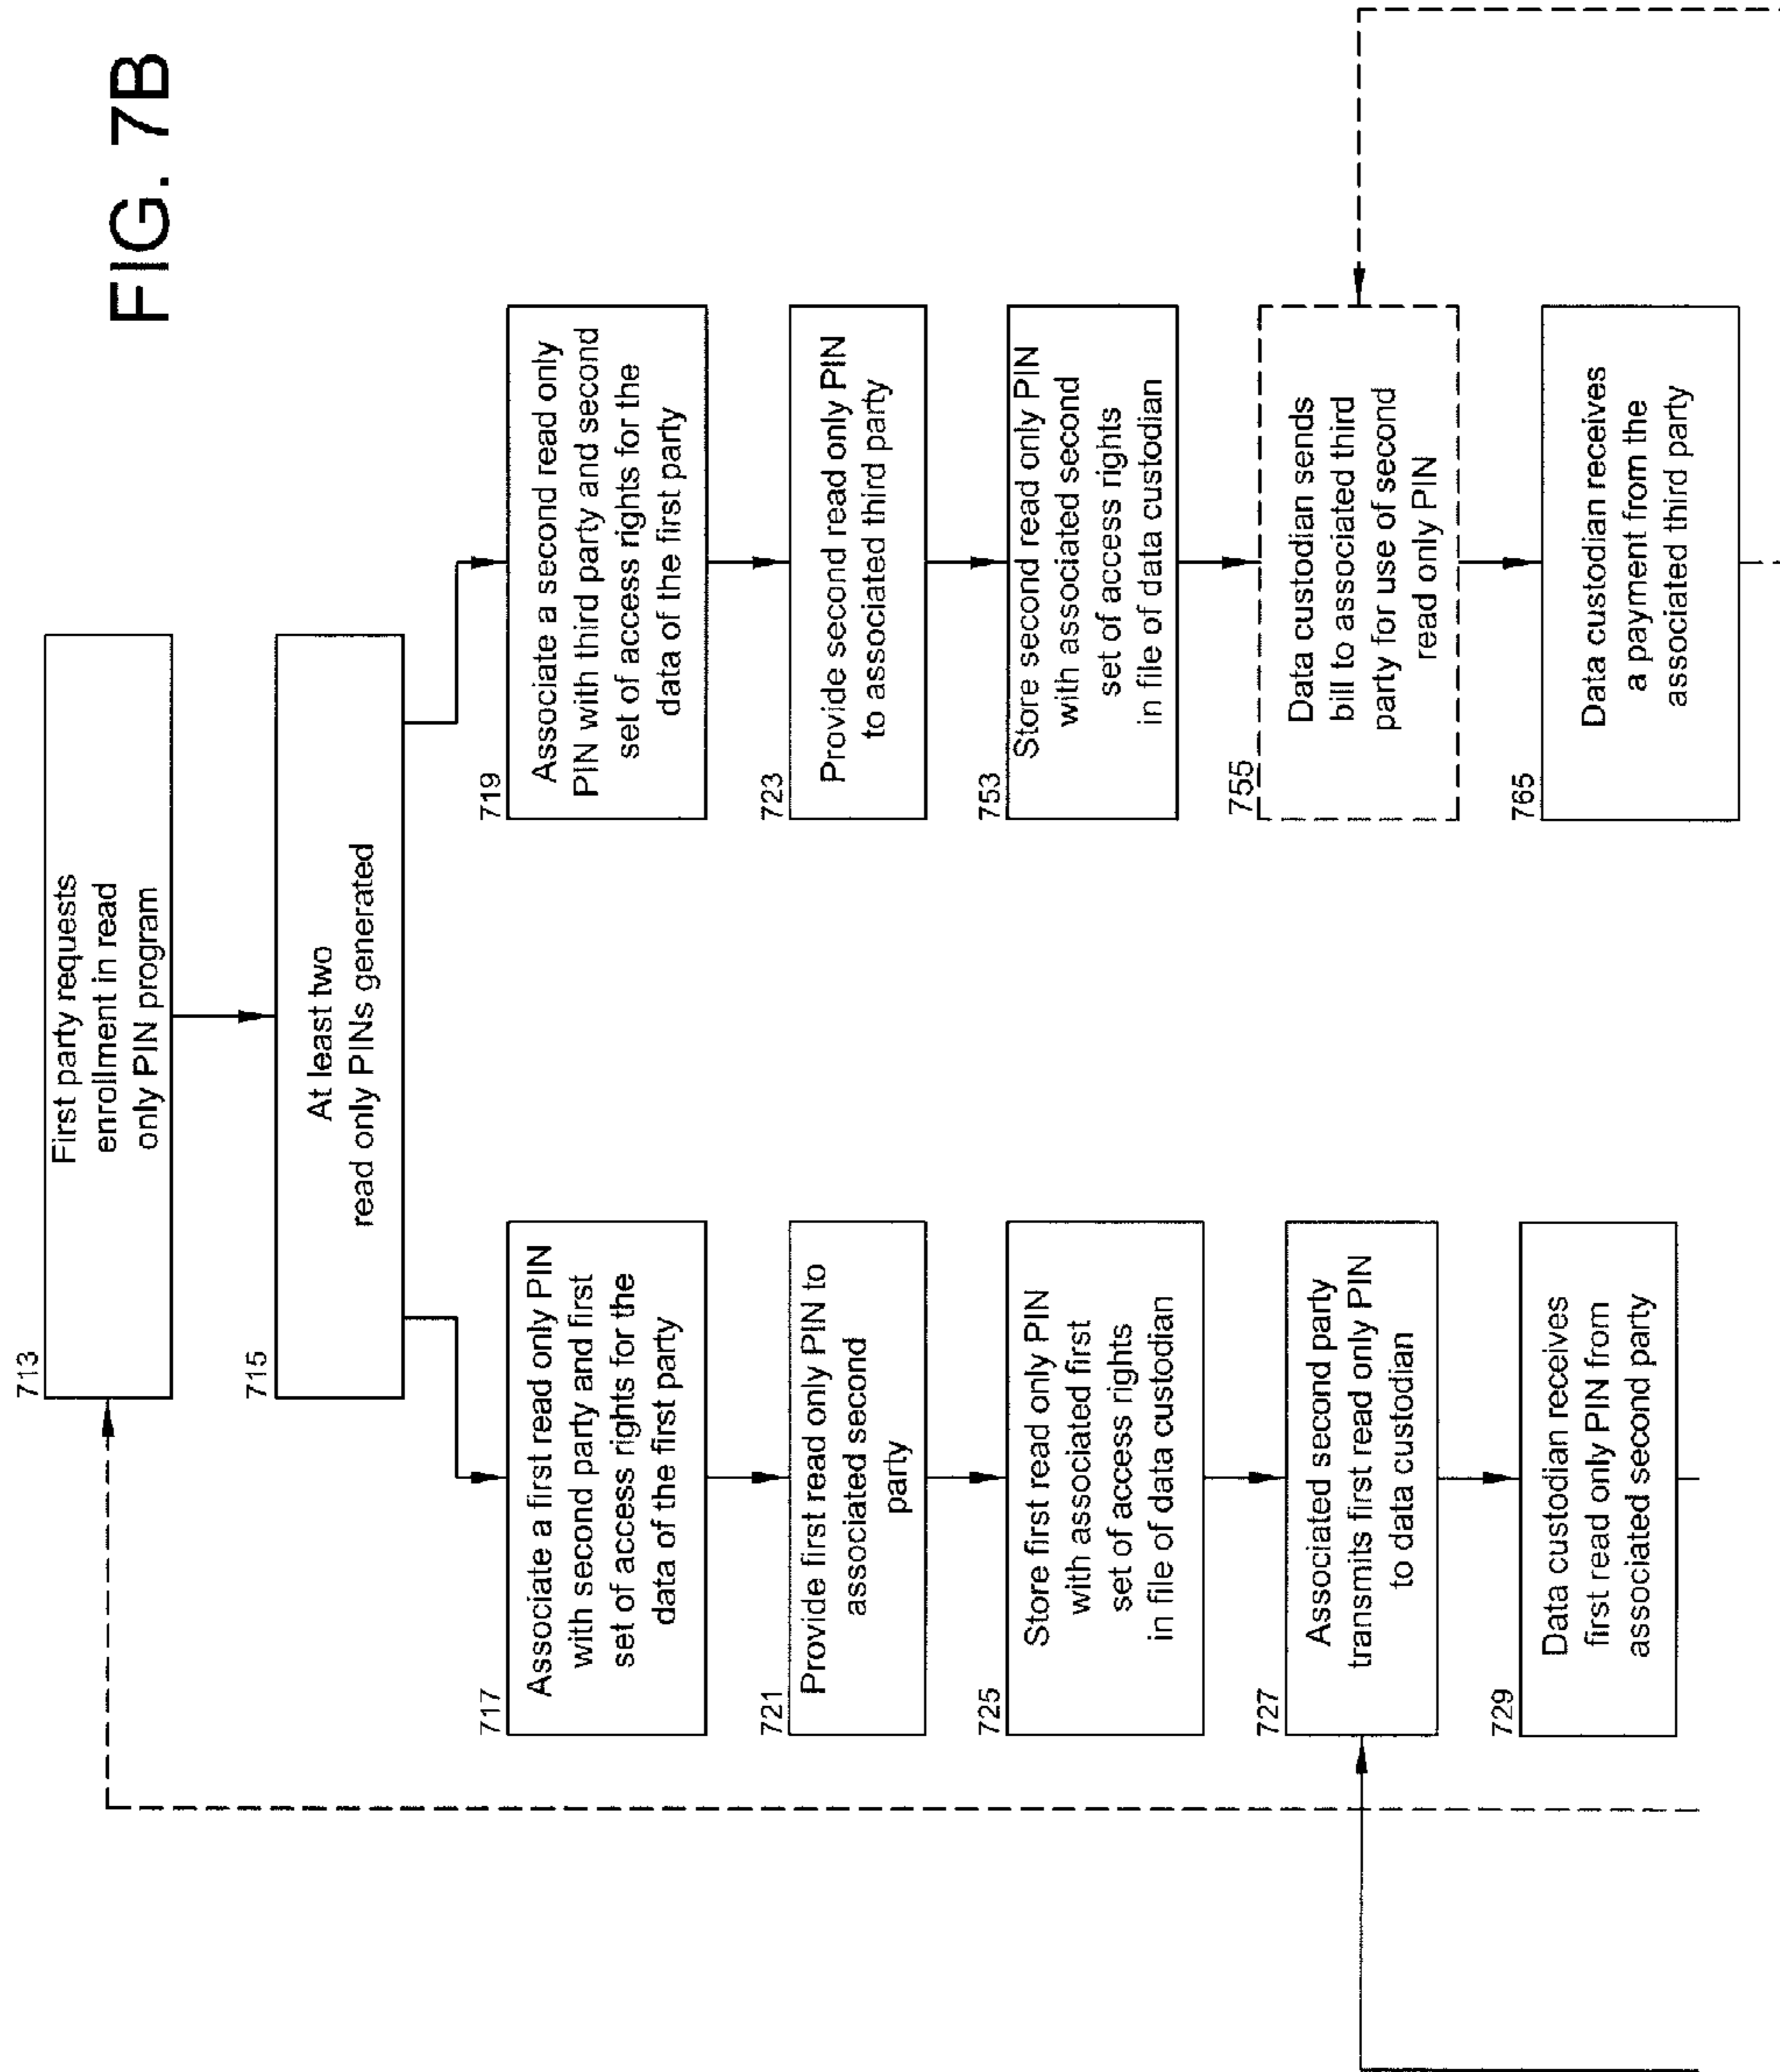 FIG. 7B
713
First party requests
enrollment in read
only PIN program
715
At least two
read only PINs generated
717
Associate a first read only PIN
with second party and first
set of access rights for the
data of the first party
719
Associate a second read only
PIN with third party and second
set of access rights for the
data of the first party
721
Provide first read only PIN to
associated second
party
723
Provide second read only PIN
to associated third party
725
Store first read only PIN
with associated first
set of access rights
in file of data custodian
753
Store second read only PIN
with associated second
set of access rights
in file of data custodian
727
Associated second party
transmits first read only PIN
to data custodian
755
Data custodian sends
bill to associated third
party for use of second
read only PIN
729
Data custodian receives
first read only PIN from
associated second party
765
Data custodian receives
a payment from the
associated third party